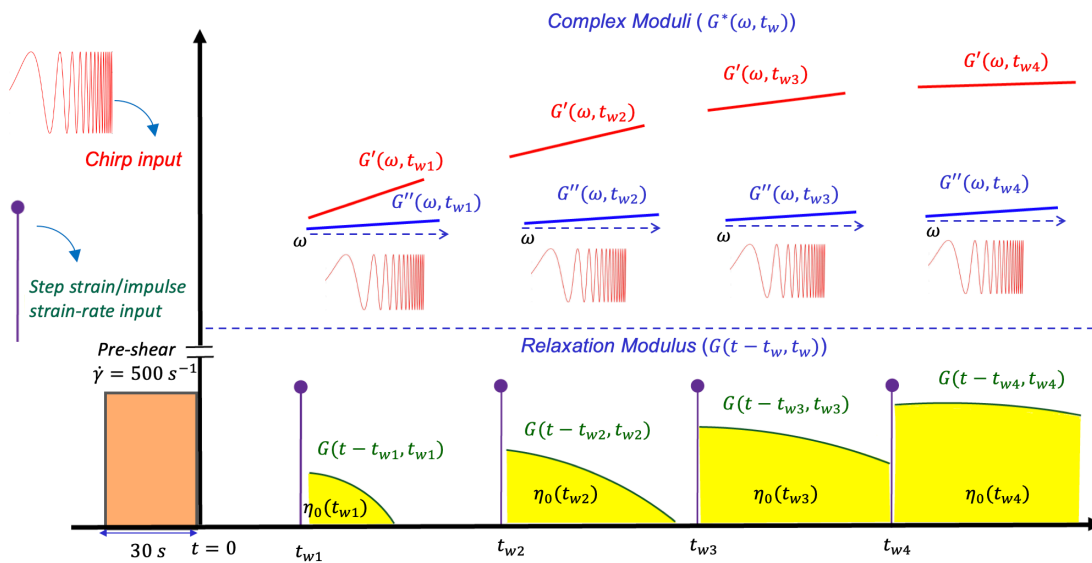 Complex Moduli (G*(ω, t_w))
Chirp input
G′(ω, t_w1)
G′(ω, t_w2)
G′(ω, t_w3)
G′(ω, t_w4)
G′′(ω, t_w1)
G′′(ω, t_w2)
G′′(ω, t_w3)
G′′(ω, t_w4)
ω
ω
ω
ω
Step strain/impulse
strain-rate input
Relaxation Modulus (G(t − t_w, t_w))
Pre-shear
γ̇ = 500 s⁻¹
G(t − t_w1, t_w1)
G(t − t_w2, t_w2)
G(t − t_w3, t_w3)
G(t − t_w4, t_w4)
η₀(t_w1)
η₀(t_w2)
η₀(t_w3)
η₀(t_w4)
30 s
t = 0
t_w1
t_w2
t_w3
t_w4